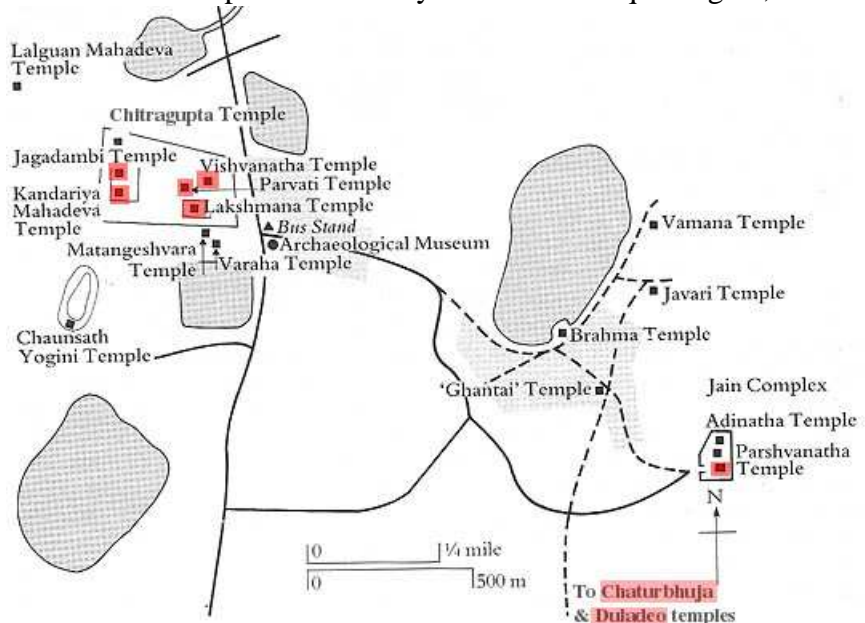 Lalguan Mahadeva
Temple
Chitragupta Temple
Jagadambi Temple
Vishvanatha Temple
Parvati Temple
Kandariya
Mahadeva
Temple
Lakshmana Temple
Bus Stand
Archaeological Museum
Matangeshvara
Temple
Varaha Temple
Chaunsath
Yogini Temple
Vamana Temple
Javari Temple
Brahma Temple
'Ghantai' Temple
Jain Complex
Adinatha Temple
Parshvanatha
Temple
N
0 ¼ mile
0 500 m
To Chaturbhuja
& Duladeo temples